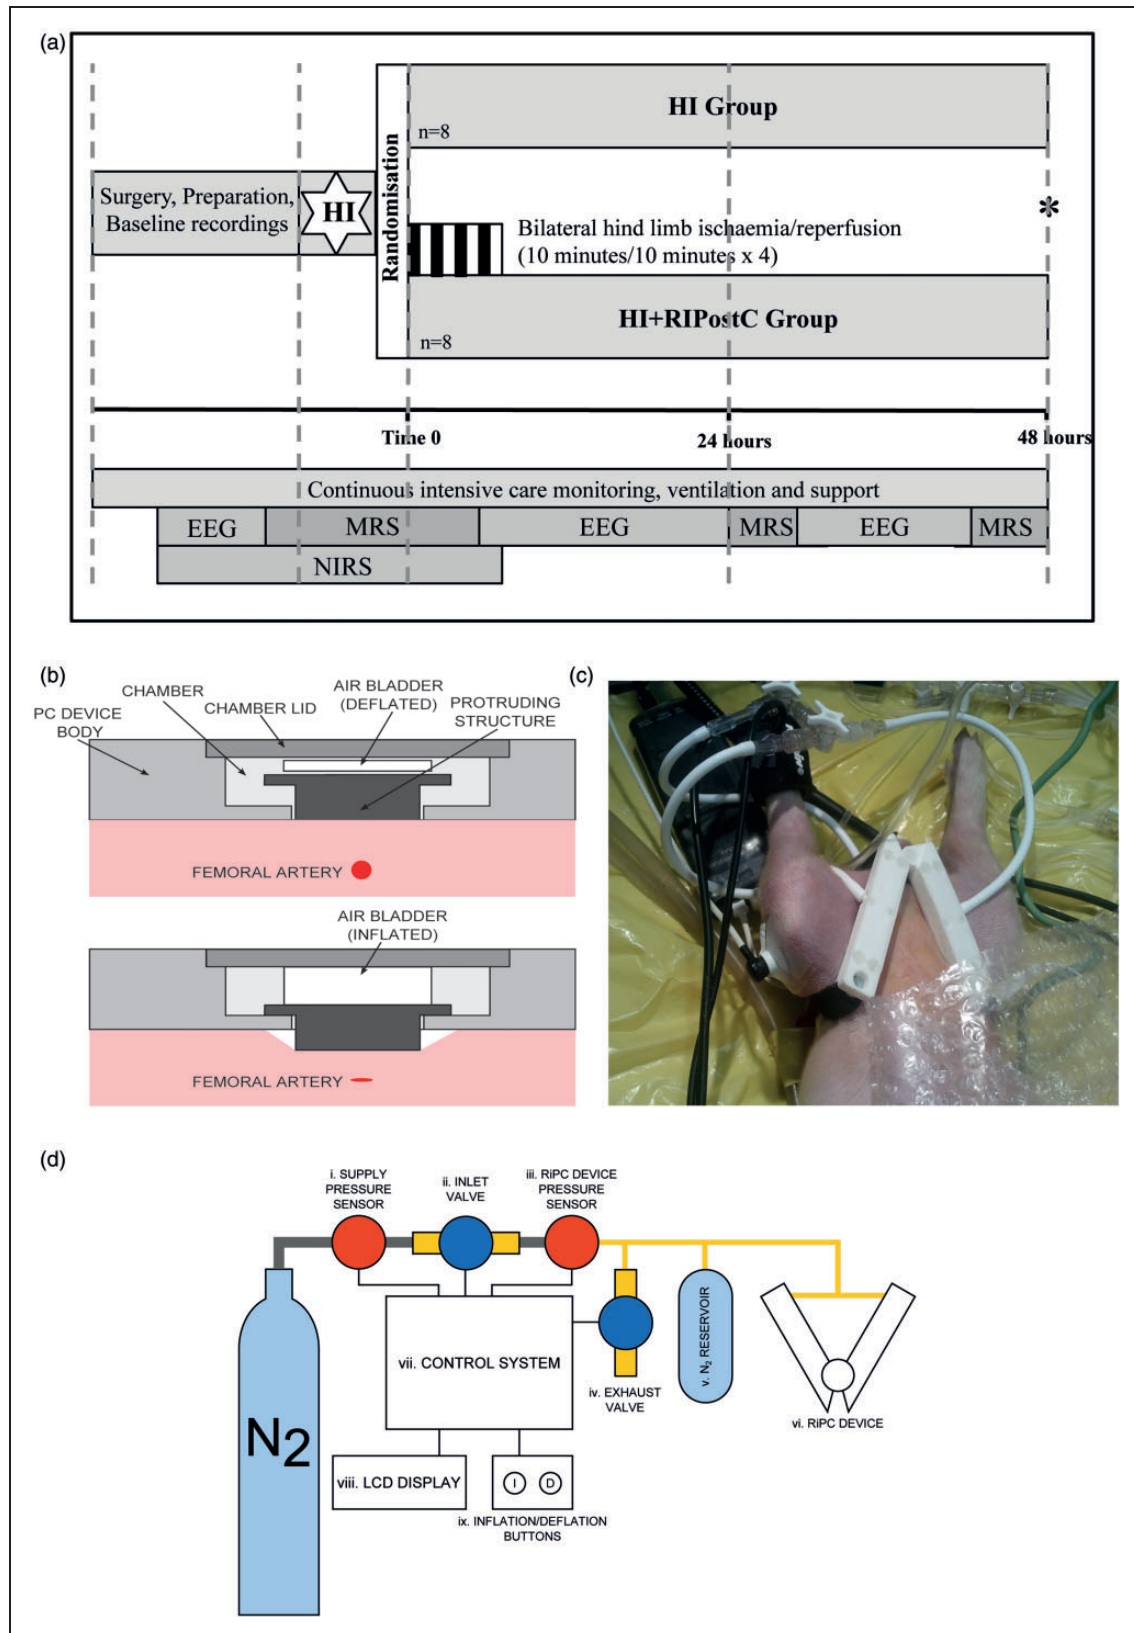 (a)
HI Group
n=8
Randomisation
Surgery, Preparation,
Baseline recordings
HI
*
Bilateral hind limb ischaemia/reperfusion
(10 minutes/10 minutes x 4)
HI+RIPostC Group
n=8
Time 0
24 hours
48 hours
Continuous intensive care monitoring, ventilation and support
EEG
MRS
EEG
MRS
EEG
MRS
NIRS
(b)
PC DEVICE
BODY
CHAMBER
CHAMBER LID
AIR BLADDER
(DEFLATED)
PROTRUDING
STRUCTURE
FEMORAL ARTERY
AIR BLADDER
(INFLATED)
FEMORAL ARTERY
(c)
(d)
i. SUPPLY
PRESSURE
SENSOR
ii. INLET
VALVE
iii. RiPC DEVICE
PRESSURE
SENSOR
N2
vii. CONTROL SYSTEM
iv. EXHAUST
VALVE
v. N2 RESERVOIR
vi. RiPC DEVICE
viii. LCD DISPLAY
I
D
ix. INFLATION/DEFLATION
BUTTONS